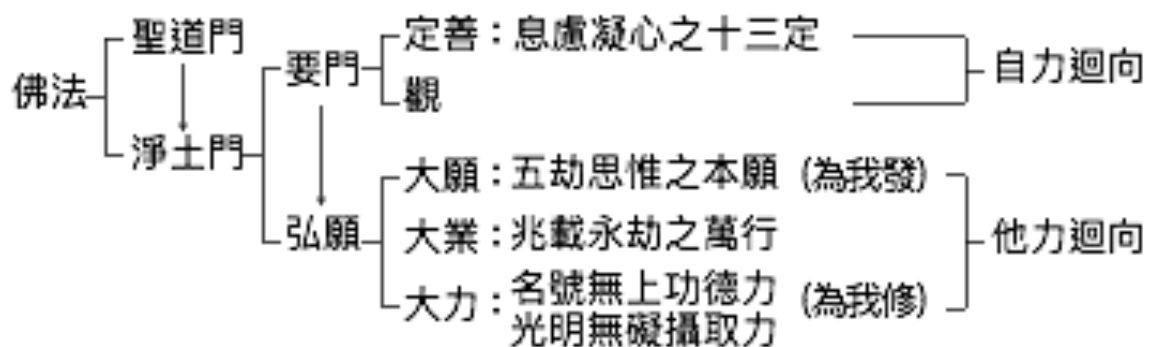 佛法
聖道門
淨土門
要門
弘願
定善：息慮凝心之十三定
觀
自力迴向
大願：五劫思惟之本願 (為我發)
大業：兆載永劫之萬行
大力：名號無上功德力
光明無礙攝取力
(為我修)
他力迴向